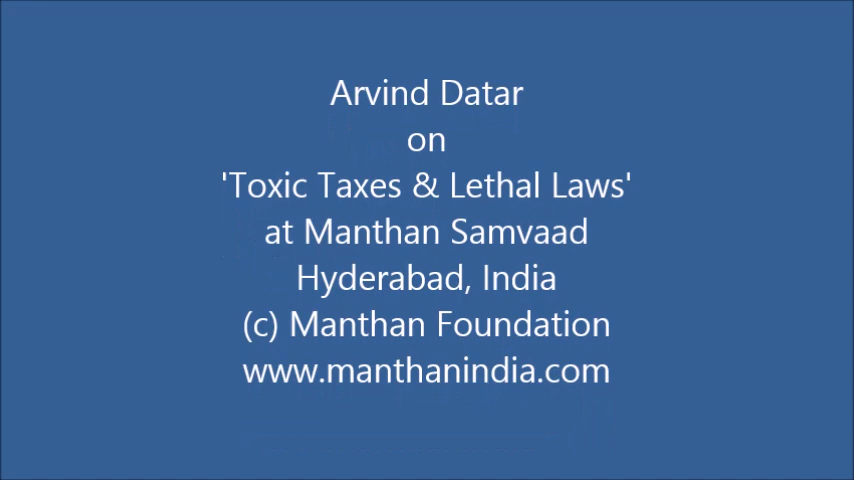 Arvind Datar
on
'Toxic Taxes & Lethal Laws'
at Manthan Samvaad
Hyderabad, India
(c) Manthan Foundation
www.manthanindia.com